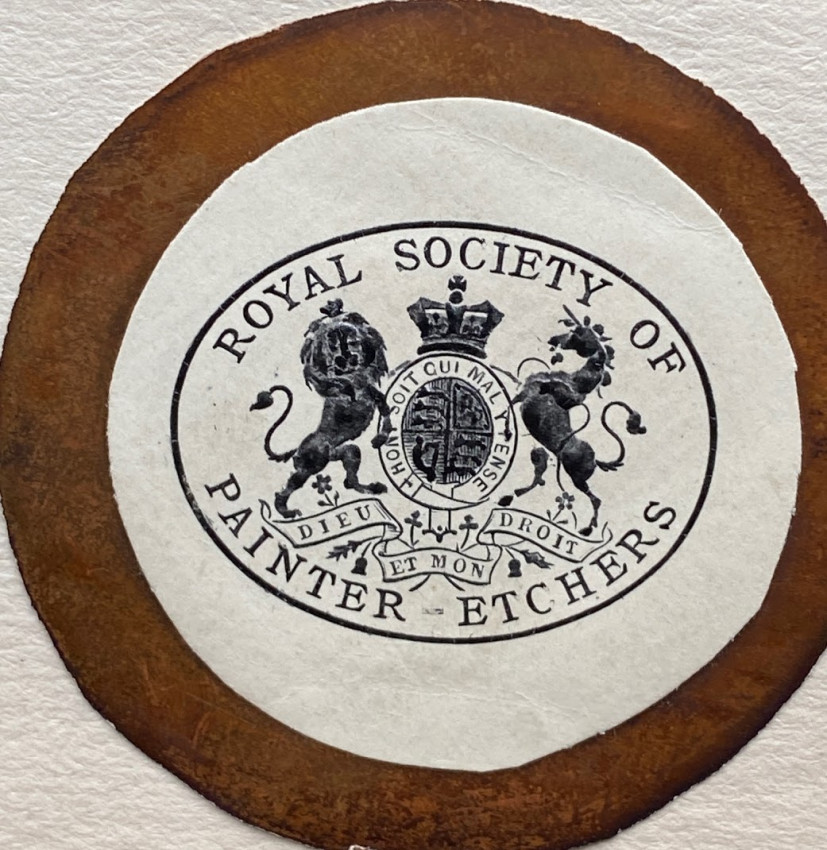 ROYAL SOCIETY OF
HONI SOIT QUI MAL Y PENSE
DIEU ET MON DROIT
PAINTER-ETCHERS